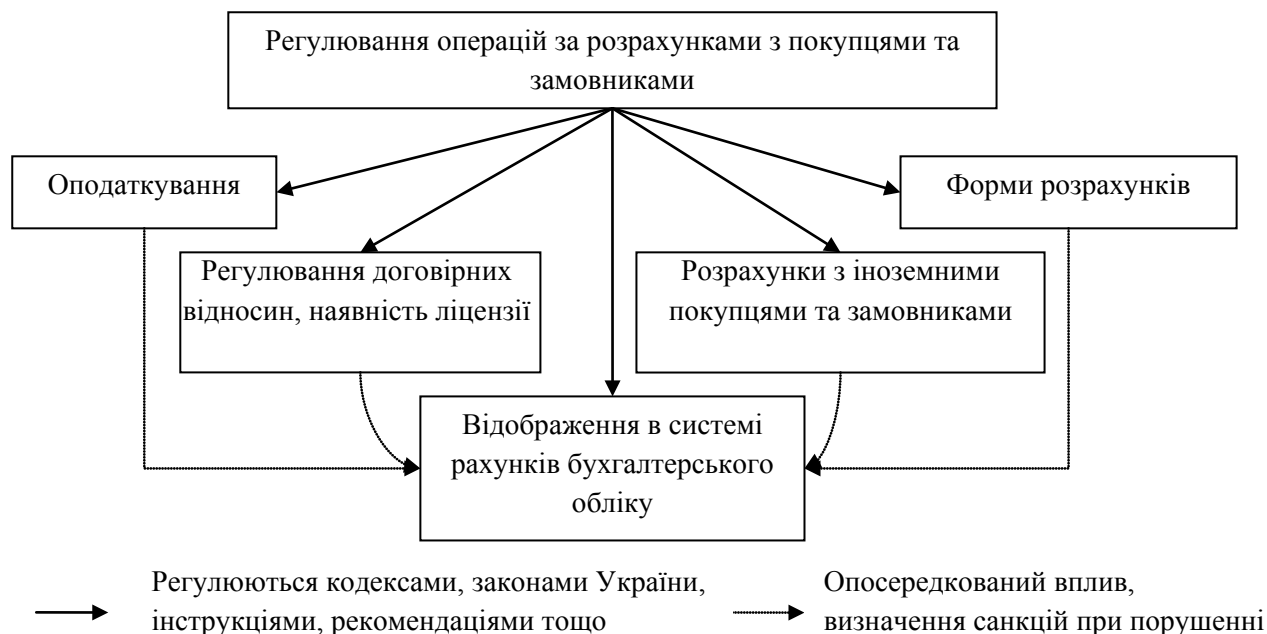 Регулювання операцій за розрахунками з покупцями та
замовниками
Оподаткування
Форми розрахунків
Регулювання договірних
відносин, наявність ліцензії
Розрахунки з іноземними
покупцями та замовниками
Відображення в системі
рахунків бухгалтерського
обліку
Регулюються кодексами, законами України,
інструкціями, рекомендаціями тощо
Опосередкований вплив,
визначення санкцій при порушенні